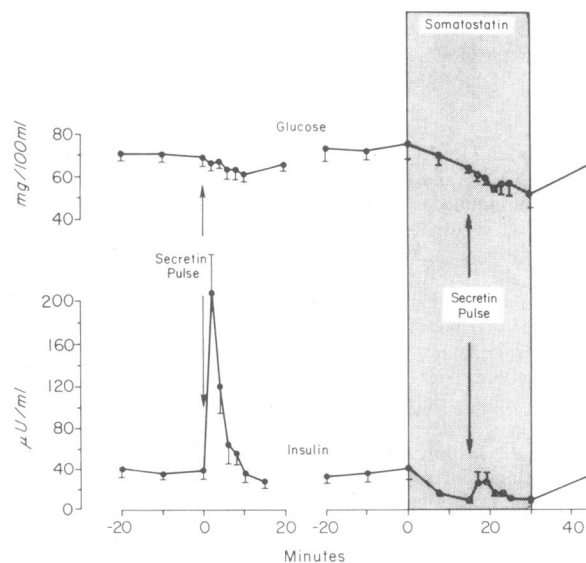 Somatostatin
Glucose
mg/100ml
80
60
40
Secretin
Pulse
Secretin
Pulse
μU/ml
200
160
120
80
40
0
Insulin
-20
0
20
-20
0
20
40
Minutes